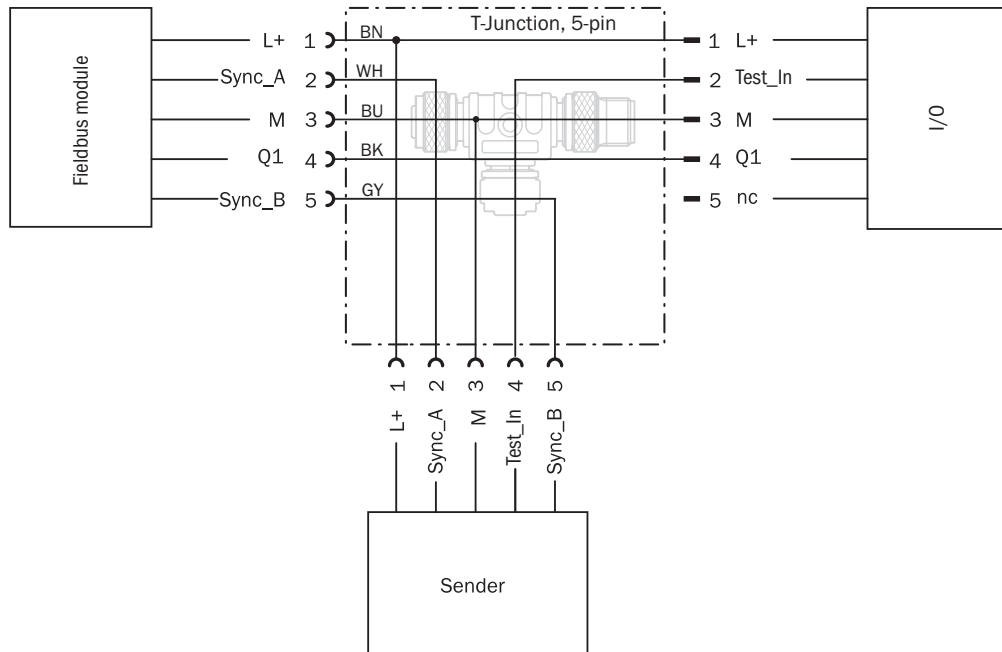 T-Junction, 5-pin
Fieldbus module
L+ 1 BN
Sync_A 2 WH
M 3 BU
Q1 4 BK
Sync_B 5 GY
1 L+
2 Test_In
3 M
4 Q1
5 nc
I/0
1 L+
2 Sync_A
3 M
4 Test_In
5 Sync_B
Sender